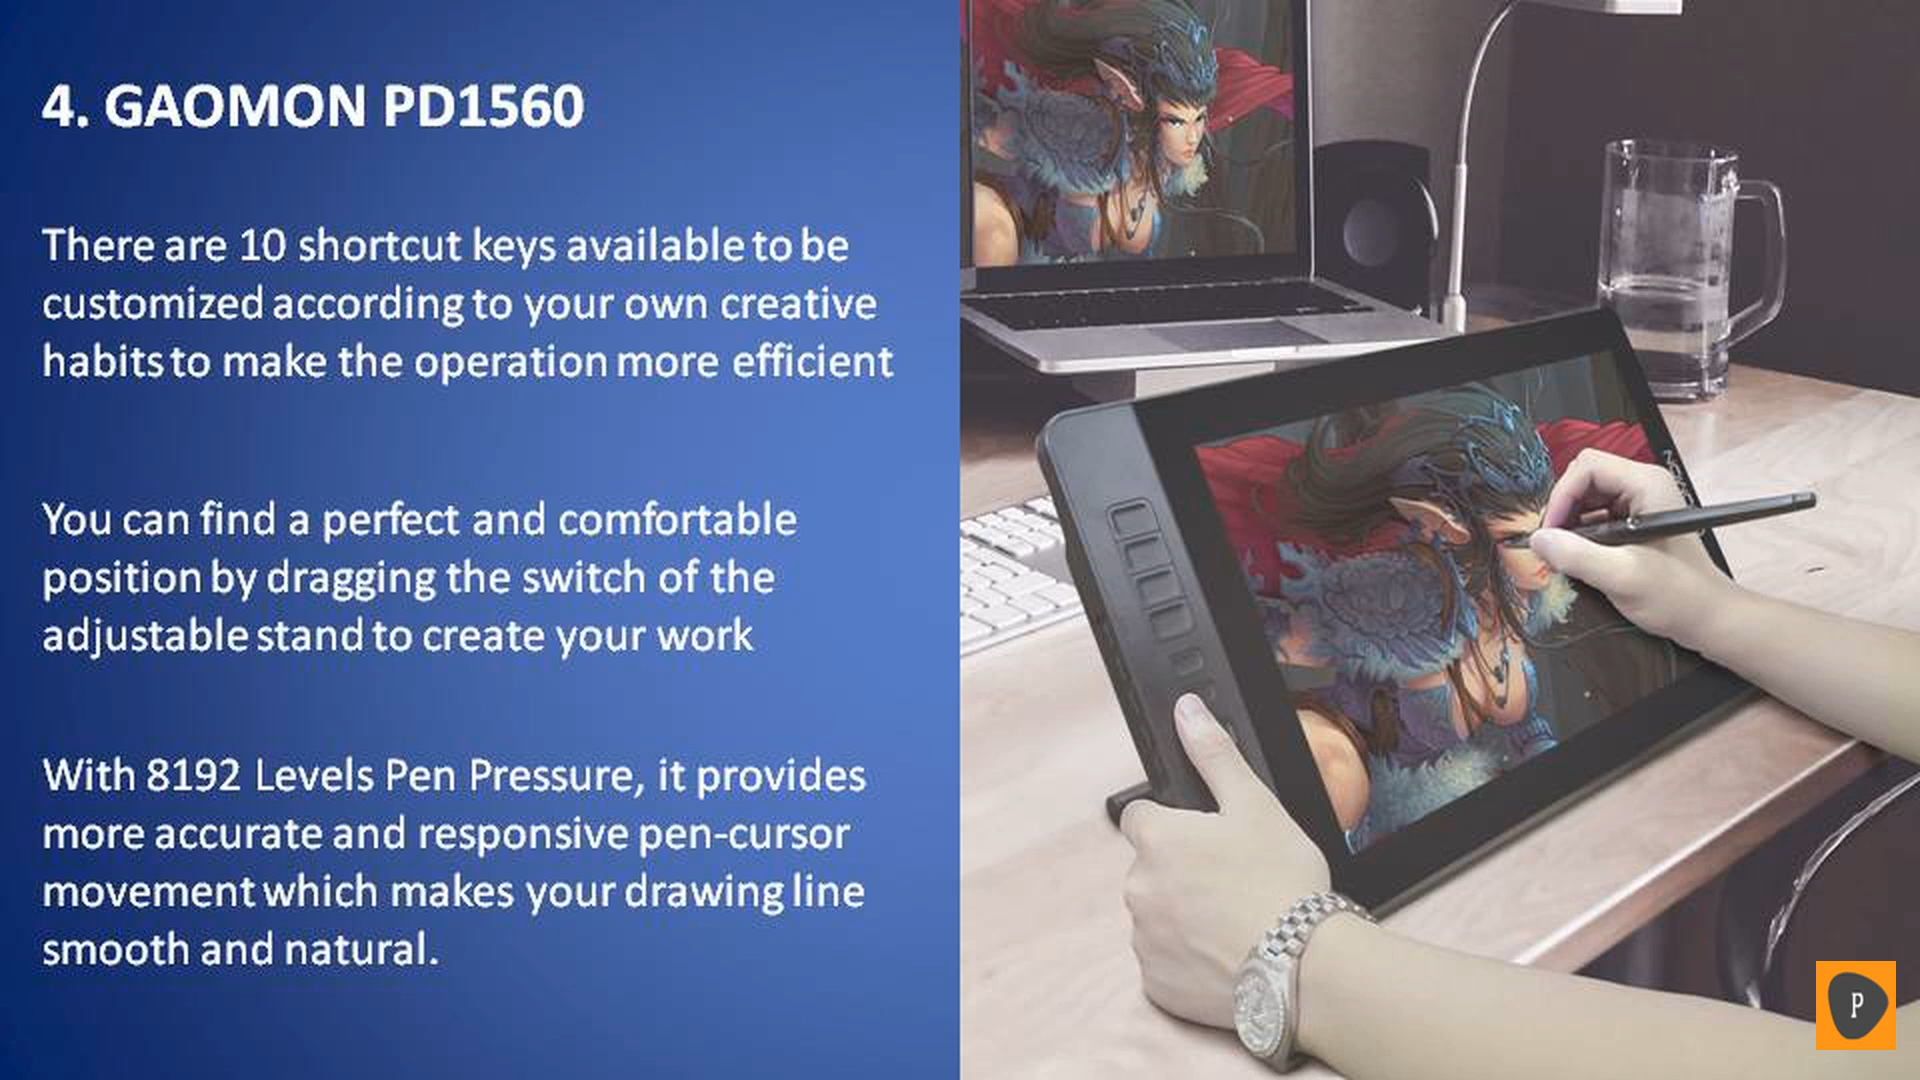 4. GAOMON PD1560
There are 10 shortcut keys available to be
customized according to your own creative
habits to make the operation more efficient
You can find a perfect and comfortable
position by dragging the switch of the
adjustable stand to create your work
With 8192 Levels Pen Pressure, it provides
more accurate and responsive pen-cursor
movement which makes your drawing line
smooth and natural.
P